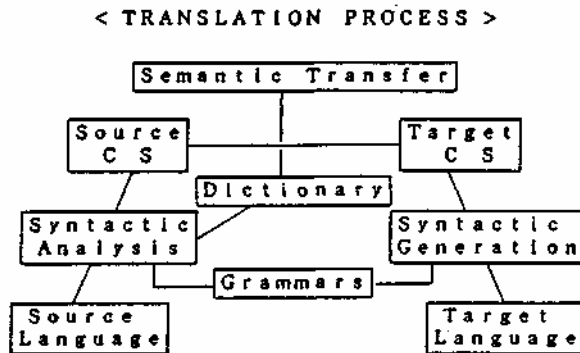 < TRANSLATION PROCESS >
Semantic Transfer
Source
C S
Target
C S
Dictionary
Syntactic
Analysis
Syntactic
Generation
Grammars
Source
Language
Target
Language